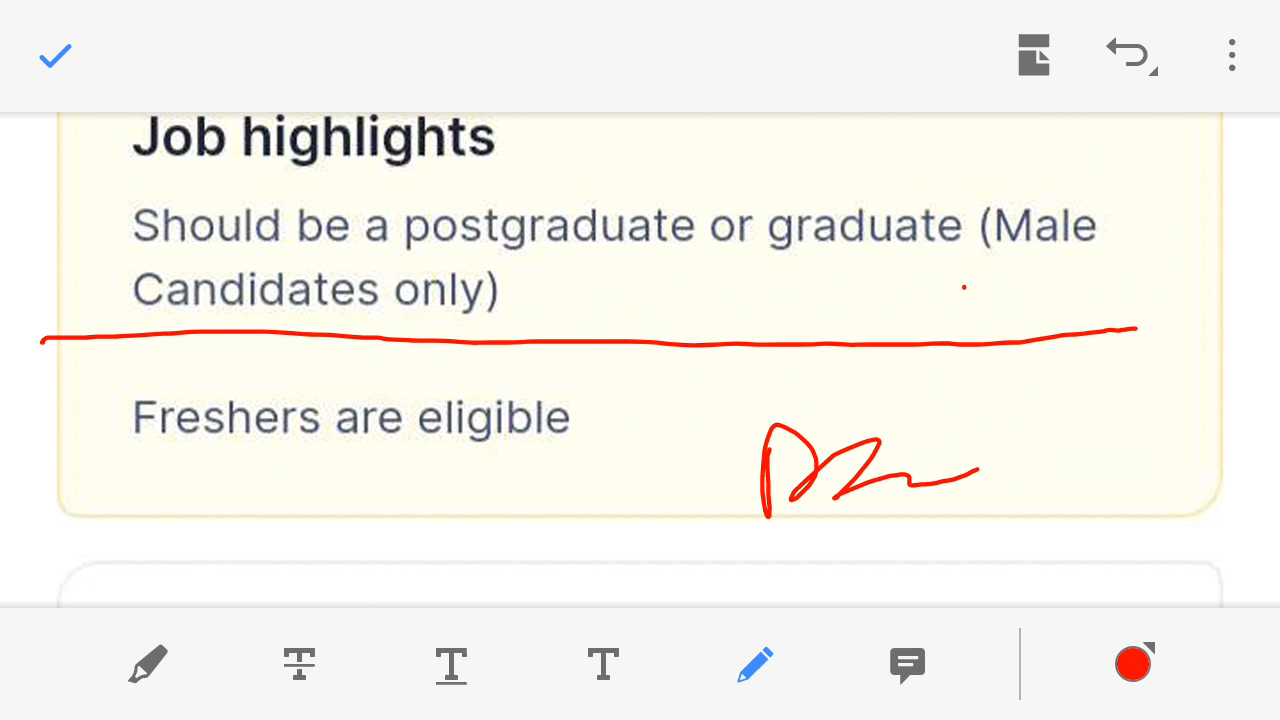 Job highlights
Should be a postgraduate or graduate (Male
Candidates only)
Freshers are eligible